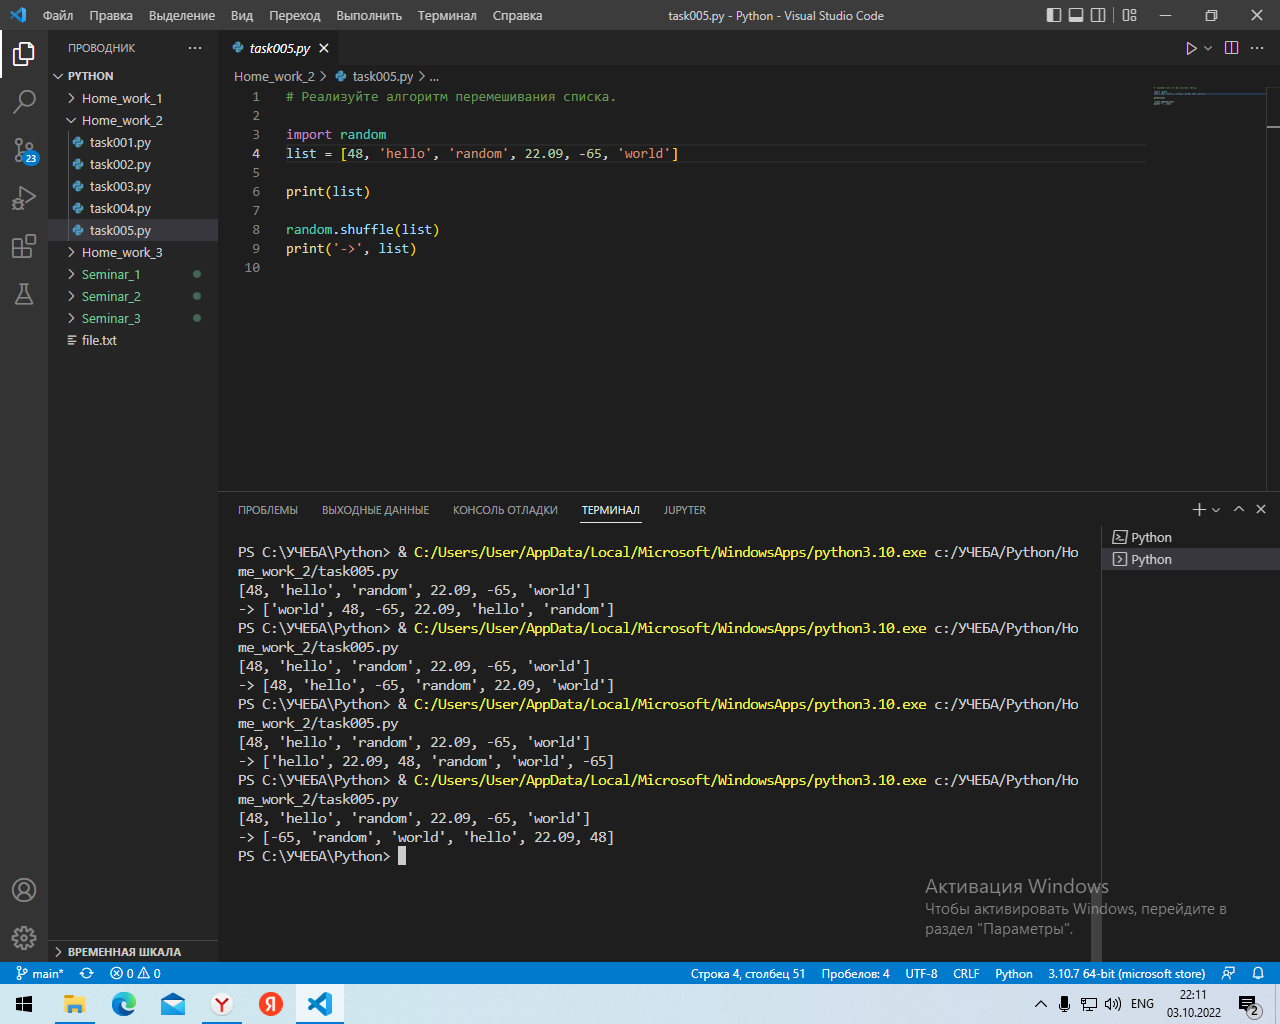 Файл Правка Выделение Вид Переход Выполнить Терминал Справка task005.py - Python - Visual Studio Code
ПРОВОДНИК
PYTHON
Home_work_1
Home_work_2
task001.py
task002.py
task003.py
task004.py
task005.py
Home_work_3
Seminar_1
Seminar_2
Seminar_3
file.txt
23
ВРЕМЕННАЯ ШКАЛА
task005.py
Home_work_2 > task005.py > ...
1 # Реализуйте алгоритм перемешивания списка.
2
3 import random
4 list = [48, 'hello', 'random', 22.09, -65, 'world']
5
6 print(list)
7
8 random.shuffle(list)
9 print('->', list)
10
ПРОБЛЕМЫ ВЫХОДНЫЕ ДАННЫЕ КОНСОЛЬ ОТЛАДКИ ТЕРМИНАЛ JUPYTER
Python
Python
PS C:\УЧЕБА\Python> & C:/Users/User/AppData/Local/Microsoft/WindowsApps/python3.10.exe c:/УЧЕБА/Python/Ho
me_work_2/task005.py
[48, 'hello', 'random', 22.09, -65, 'world']
-> ['world', 48, -65, 22.09, 'hello', 'random']
PS C:\УЧЕБА\Python> & C:/Users/User/AppData/Local/Microsoft/WindowsApps/python3.10.exe c:/УЧЕБА/Python/Ho
me_work_2/task005.py
[48, 'hello', 'random', 22.09, -65, 'world']
-> [48, 'hello', -65, 'random', 22.09, 'world']
PS C:\УЧЕБА\Python> & C:/Users/User/AppData/Local/Microsoft/WindowsApps/python3.10.exe c:/УЧЕБА/Python/Ho
me_work_2/task005.py
[48, 'hello', 'random', 22.09, -65, 'world']
-> ['hello', 22.09, 48, 'random', 'world', -65]
PS C:\УЧЕБА\Python> & C:/Users/User/AppData/Local/Microsoft/WindowsApps/python3.10.exe c:/УЧЕБА/Python/Ho
me_work_2/task005.py
[48, 'hello', 'random', 22.09, -65, 'world']
-> [-65, 'random', 'world', 'hello', 22.09, 48]
PS C:\УЧЕБА\Python>
Активация Windows
Чтобы активировать Windows, перейдите в
раздел "Параметры".
main* 0 0 Строка 4, столбец 51 Пробелов: 4 UTF-8 CRLF Python 3.10.7 64-bit (microsoft store)
Y Я ENG 22:11
03.10.2022 2